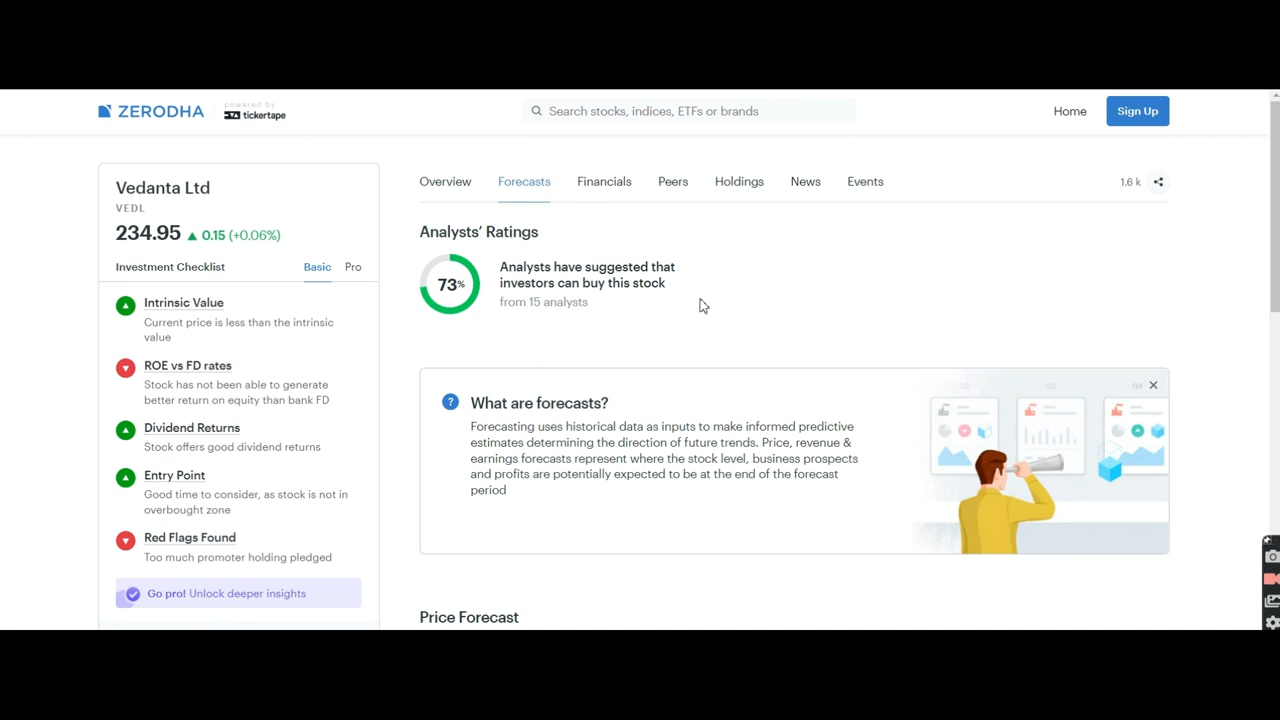 ZERODHA
powered by
tickertape
Search stocks, indices, ETFs or brands
Home
Sign Up
Vedanta Ltd
VEDL
234.95 0.15 (+0.06%)
Investment Checklist
Basic
Pro
Intrinsic Value
Current price is less than the intrinsic
value
ROE vs FD rates
Stock has not been able to generate
better return on equity than bank FD
Dividend Returns
Stock offers good dividend returns
Entry Point
Good time to consider, as stock is not in
overbought zone
Red Flags Found
Too much promoter holding pledged
Go pro! Unlock deeper insights
Overview
Forecasts
Financials
Peers
Holdings
News
Events
1.6 k
Analysts' Ratings
73%
Analysts have suggested that
investors can buy this stock
from 15 analysts
What are forecasts?
Forecasting uses historical data as inputs to make informed predictive
estimates determining the direction of future trends. Price, revenue &
earnings forecasts represent where the stock level, business prospects
and profits are potentially expected to be at the end of the forecast
period
Q2
Q3
Q4
Price Forecast